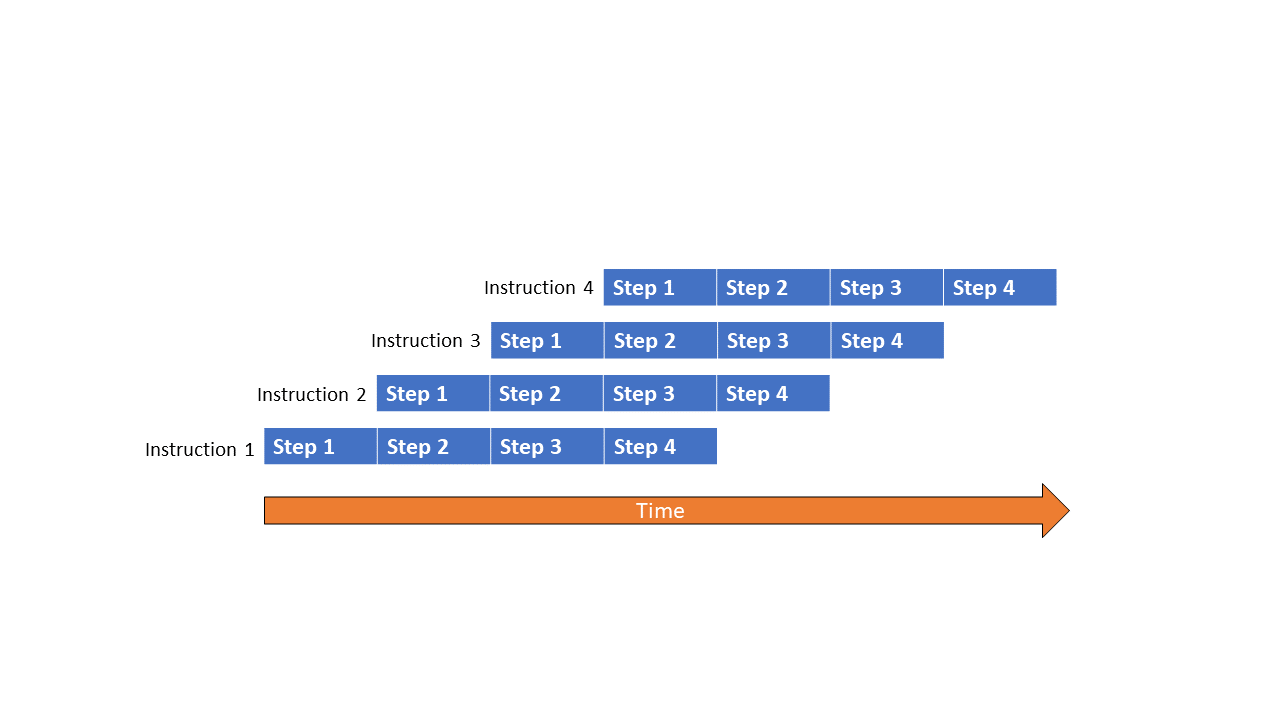 Instruction 4 Step 1 Step 2 Step 3 Step 4
Instruction 3 Step 1 Step 2 Step 3 Step 4
Instruction 2 Step 1 Step 2 Step 3 Step 4
Instruction 1 Step 1 Step 2 Step 3 Step 4
Time